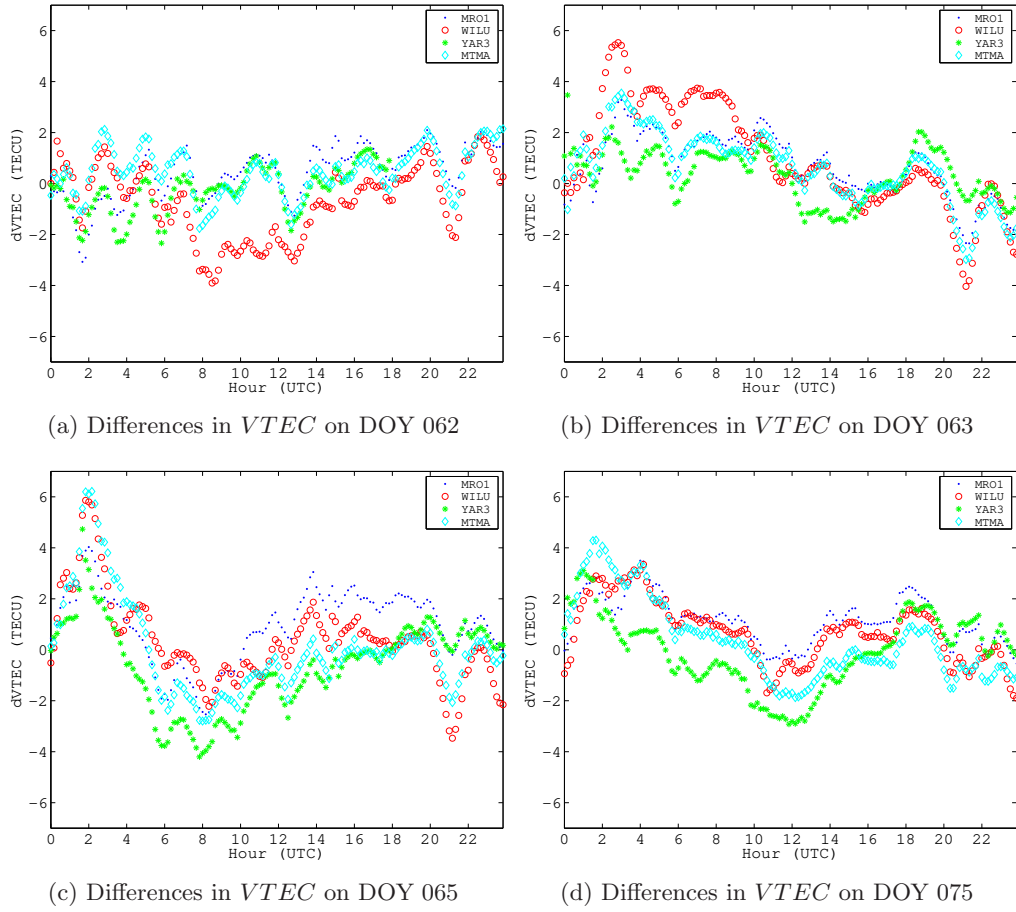 6
4
2
0
−2
−4
−6
dVTEC (TECU)
0 2 4 6 8 10 12 14 16 18 20 22
Hour (UTC)
MRO1
WILU
YAR3
MTMA
(a) Differences in VTEC on DOY 062
6
4
2
0
−2
−4
−6
dVTEC (TECU)
0 2 4 6 8 10 12 14 16 18 20 22
Hour (UTC)
MRO1
WILU
YAR3
MTMA
(b) Differences in VTEC on DOY 063
6
4
2
0
−2
−4
−6
dVTEC (TECU)
0 2 4 6 8 10 12 14 16 18 20 22
Hour (UTC)
MRO1
WILU
YAR3
MTMA
(c) Differences in VTEC on DOY 065
6
4
2
0
−2
−4
−6
dVTEC (TECU)
0 2 4 6 8 10 12 14 16 18 20 22
Hour (UTC)
MRO1
WILU
YAR3
MTMA
(d) Differences in VTEC on DOY 075